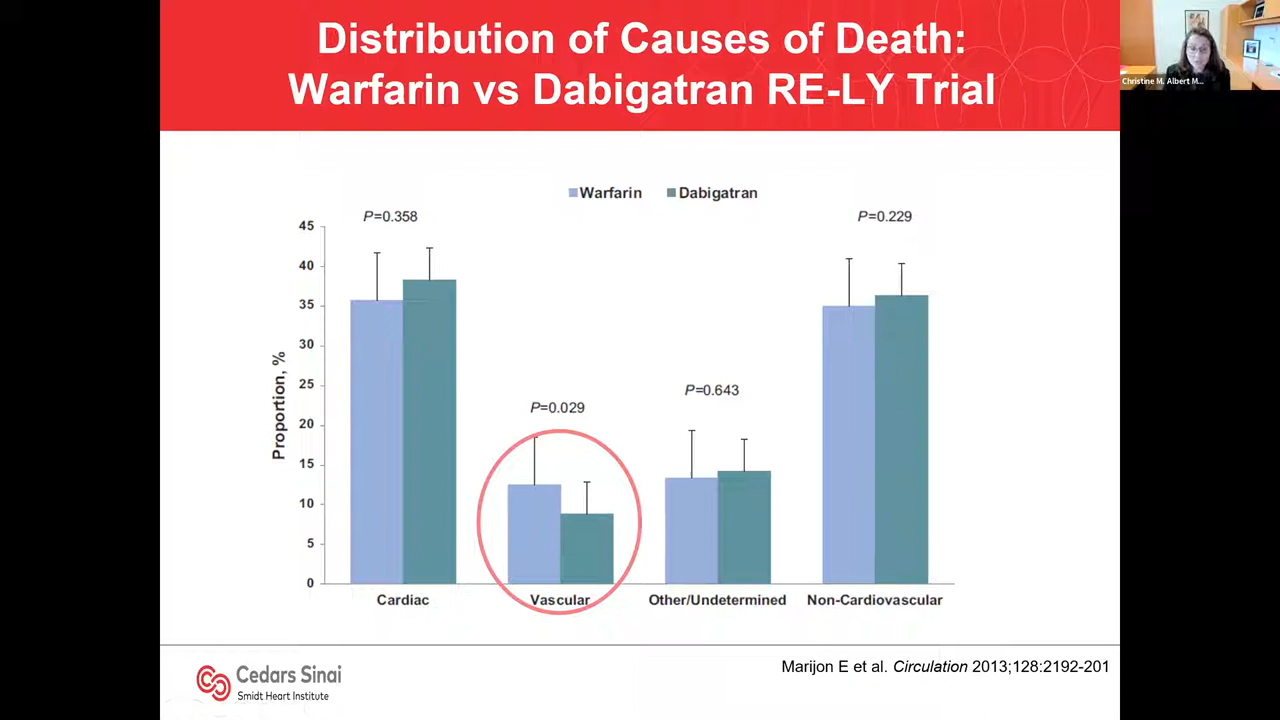 Distribution of Causes of Death:
Warfarin vs Dabigatran RE-LY Trial
Christine M. Albert M...
Warfarin Dabigatran
P=0.358
P=0.229
P=0.643
P=0.029
45
40
35
30
25
20
15
10
5
0
Proportion, %
Cardiac Vascular Other/Undetermined Non-Cardiovascular
Cedars Sinai
Smidt Heart Institute
Marijon E et al. Circulation 2013;128:2192-201